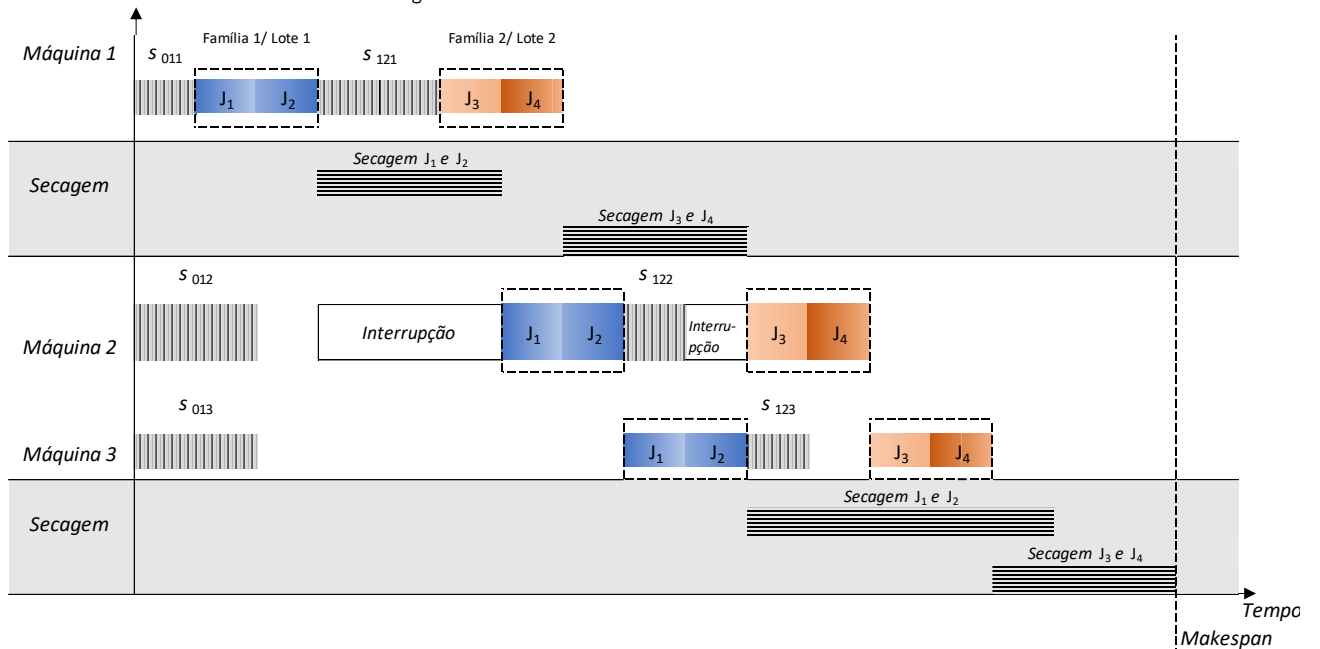 Família 1/ Lote 1
Família 2/ Lote 2
Máquina 1
s 011
s 121
J1
J2
J3
J4
Secagem J1 e J2
Secagem
Secagem J3 e J4
s 012
s 122
Máquina 2
Interrupção
J1
J2
Interru-
pção
J3
J4
s 013
s 123
Máquina 3
J1
J2
J3
J4
Secagem J1 e J2
Secagem
Secagem J3 e J4
Tempo
Makespan